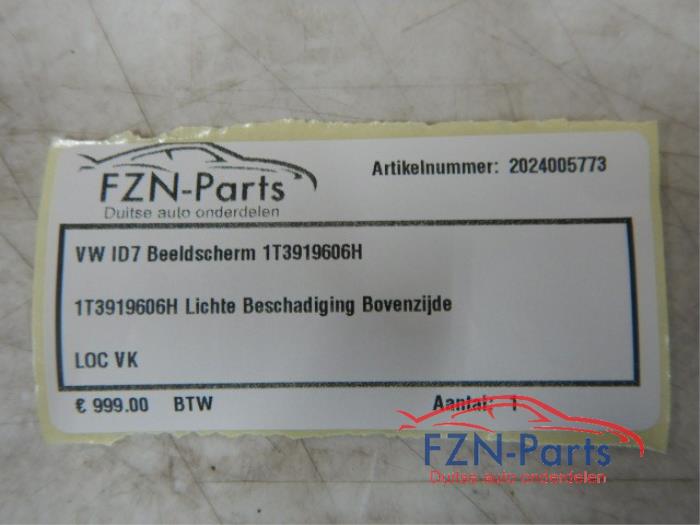 FZN-Parts
Duitse auto onderdelen
Artikelnummer: 2024005773
VW ID7 Beeldscherm 1T3919606H
1T3919606H Lichte Beschadiging Bovenzijde
LOC VK
€ 999.00 BTW Aantal: 1
FZN-Parts
Duitse auto onderdelen